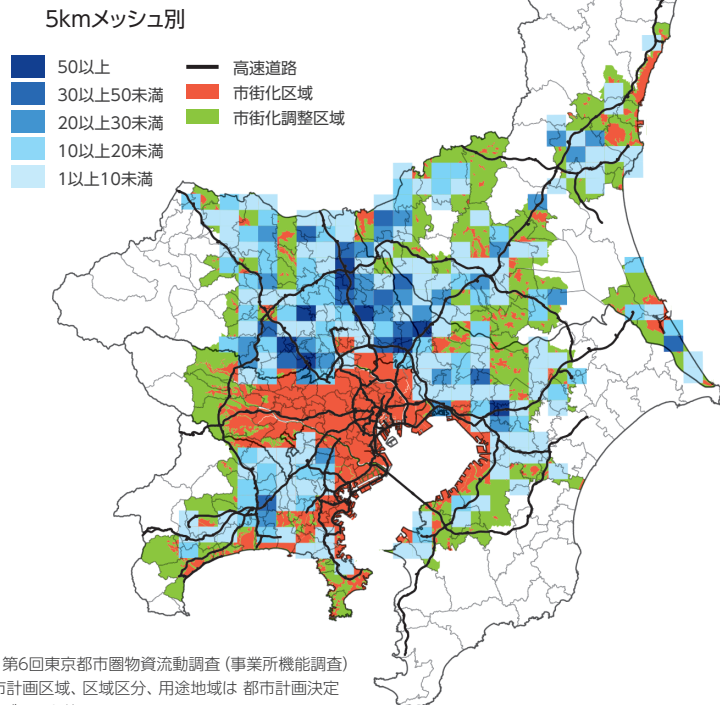 5kmメッシュ別
50以上
30以上50未満
20以上30未満
10以上20未満
1以上10未満
高速道路
市街化区域
市街化調整区域
第6回東京都市圏物資流動調査(事業所機能調査)
市計画区域、区域区分、用途地域は 都市計画決定